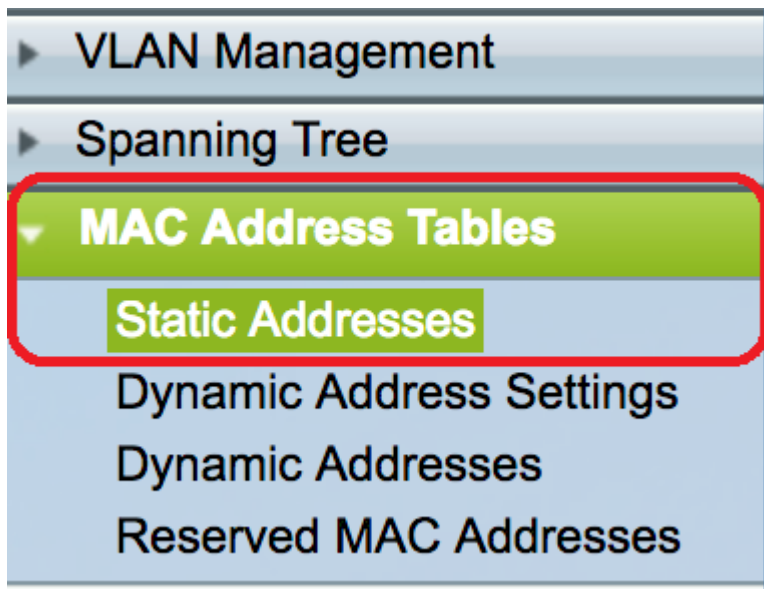 VLAN Management
Spanning Tree
MAC Address Tables
Static Addresses
Dynamic Address Settings
Dynamic Addresses
Reserved MAC Addresses